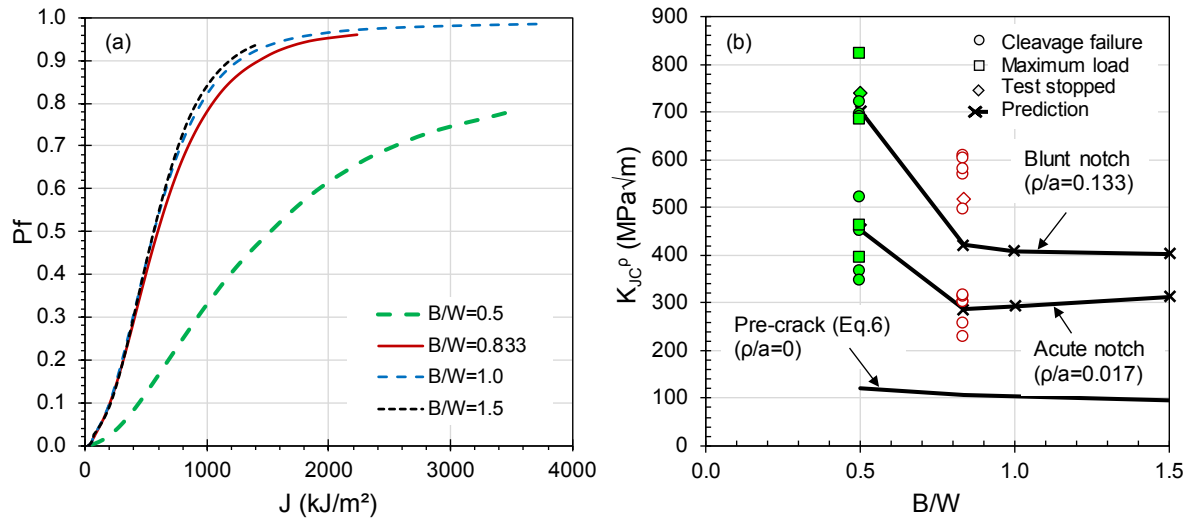 (a)
Pf
1.0
0.9
0.8
0.7
0.6
0.5
0.4
0.3
0.2
0.1
0.0
0
1000
2000
3000
4000
J (kJ/m²)
B/W=0.5
B/W=0.833
B/W=1.0
B/W=1.5
(b)
K_JC^ρ (MPa√m)
900
800
700
600
500
400
300
200
100
0
0.0
0.5
1.0
1.5
B/W
Cleavage failure
Maximum load
Test stopped
Prediction
Blunt notch
(ρ/a=0.133)
Pre-crack (Eq.6)
(ρ/a=0)
Acute notch
(ρ/a=0.017)